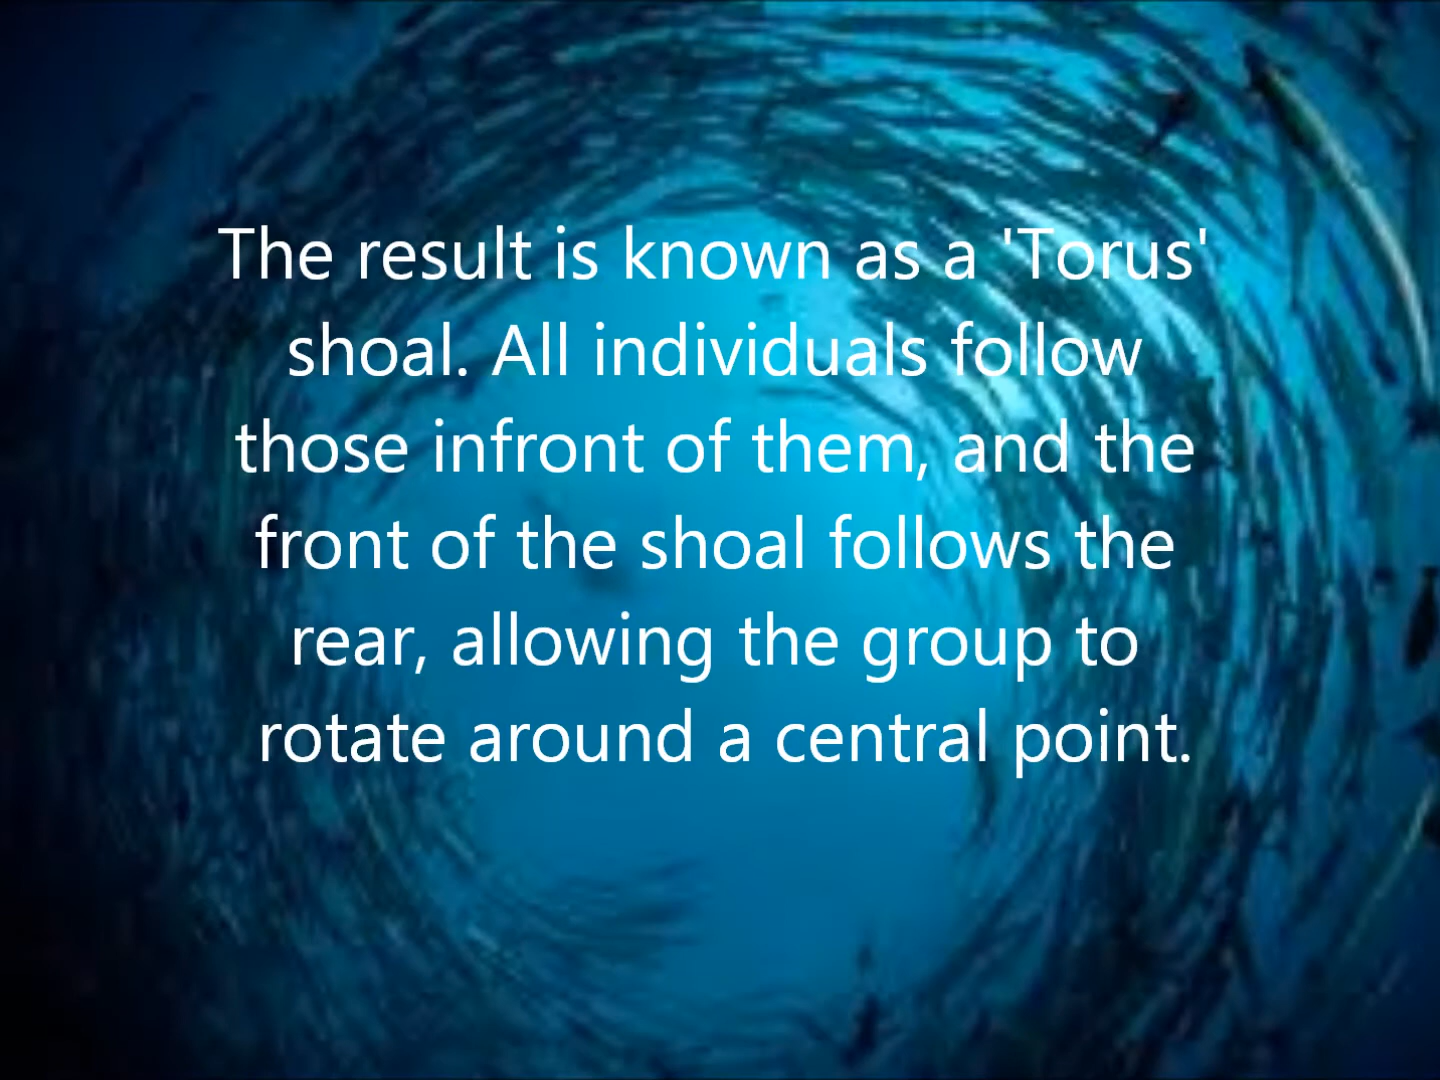 The result is known as a 'Torus'
shoal. All individuals follow
those infront of them, and the
front of the shoal follows the
rear, allowing the group to
rotate around a central point.